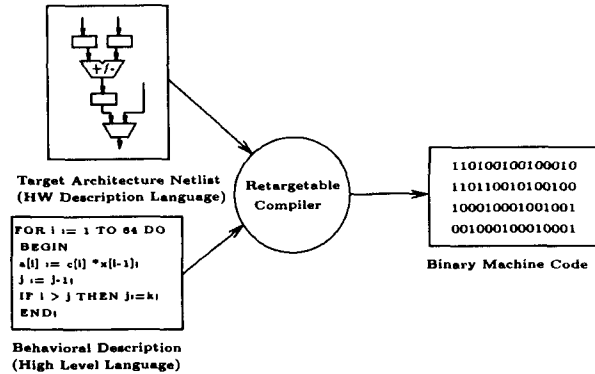 +/-
Target Architecture Netlist
(HW Description Language)
FOR i := 1 TO 64 DO
BEGIN
a[i] := c[i] *x[i-1];
j := j-1;
IF i > j THEN j:=k;
END;
Behavioral Description
(High Level Language)
Retargetable
Compiler
110100100100010
110110010100100
100010001001001
001000100010001
Binary Machine Code